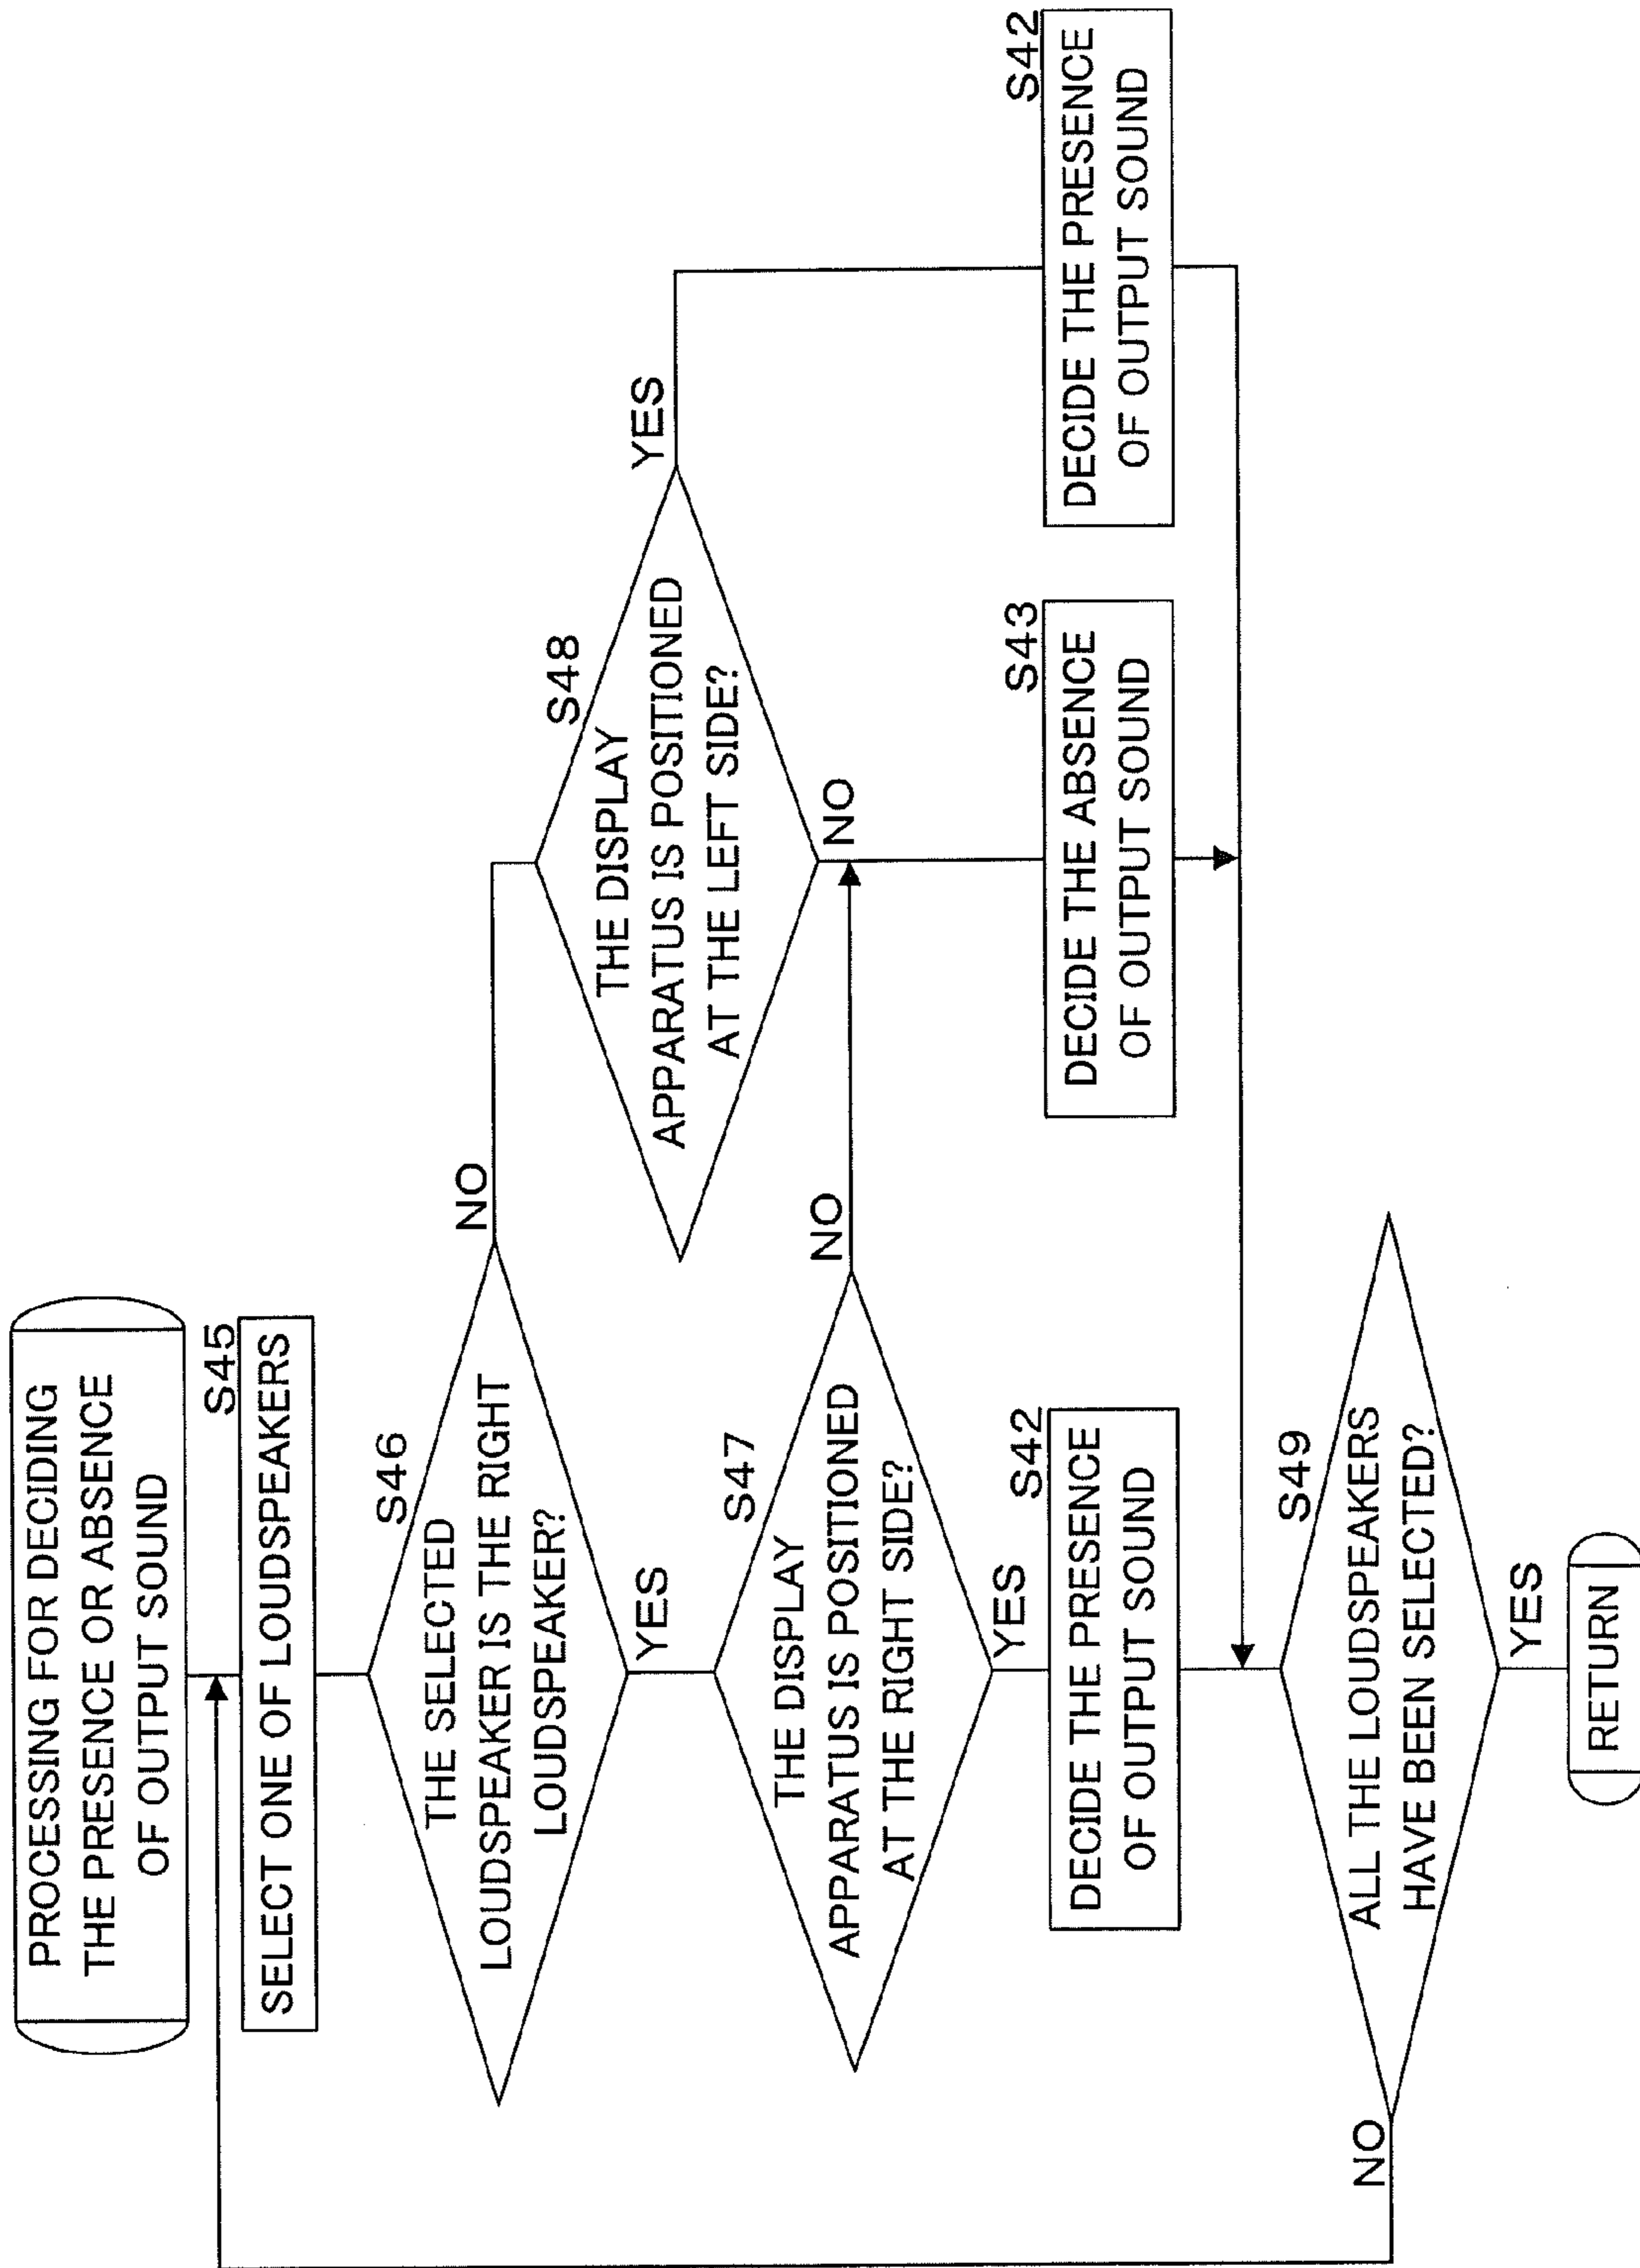 PROCESSING FOR DECIDING
THE PRESENCE OR ABSENCE
OF OUTPUT SOUND
S45
SELECT ONE OF LOUDSPEAKERS
S46
THE SELECTED
LOUDSPEAKER IS THE RIGHT
LOUDSPEAKER?
NO
YES
S48
THE DISPLAY
APPARATUS IS POSITIONED
AT THE LEFT SIDE?
YES
NO
S47
THE DISPLAY
APPARATUS IS POSITIONED
AT THE RIGHT SIDE?
NO
YES
S42
DECIDE THE PRESENCE
OF OUTPUT SOUND
S43
DECIDE THE ABSENCE
OF OUTPUT SOUND
S42
DECIDE THE PRESENCE
OF OUTPUT SOUND
S49
ALL THE LOUDSPEAKERS
HAVE BEEN SELECTED?
NO
YES
RETURN